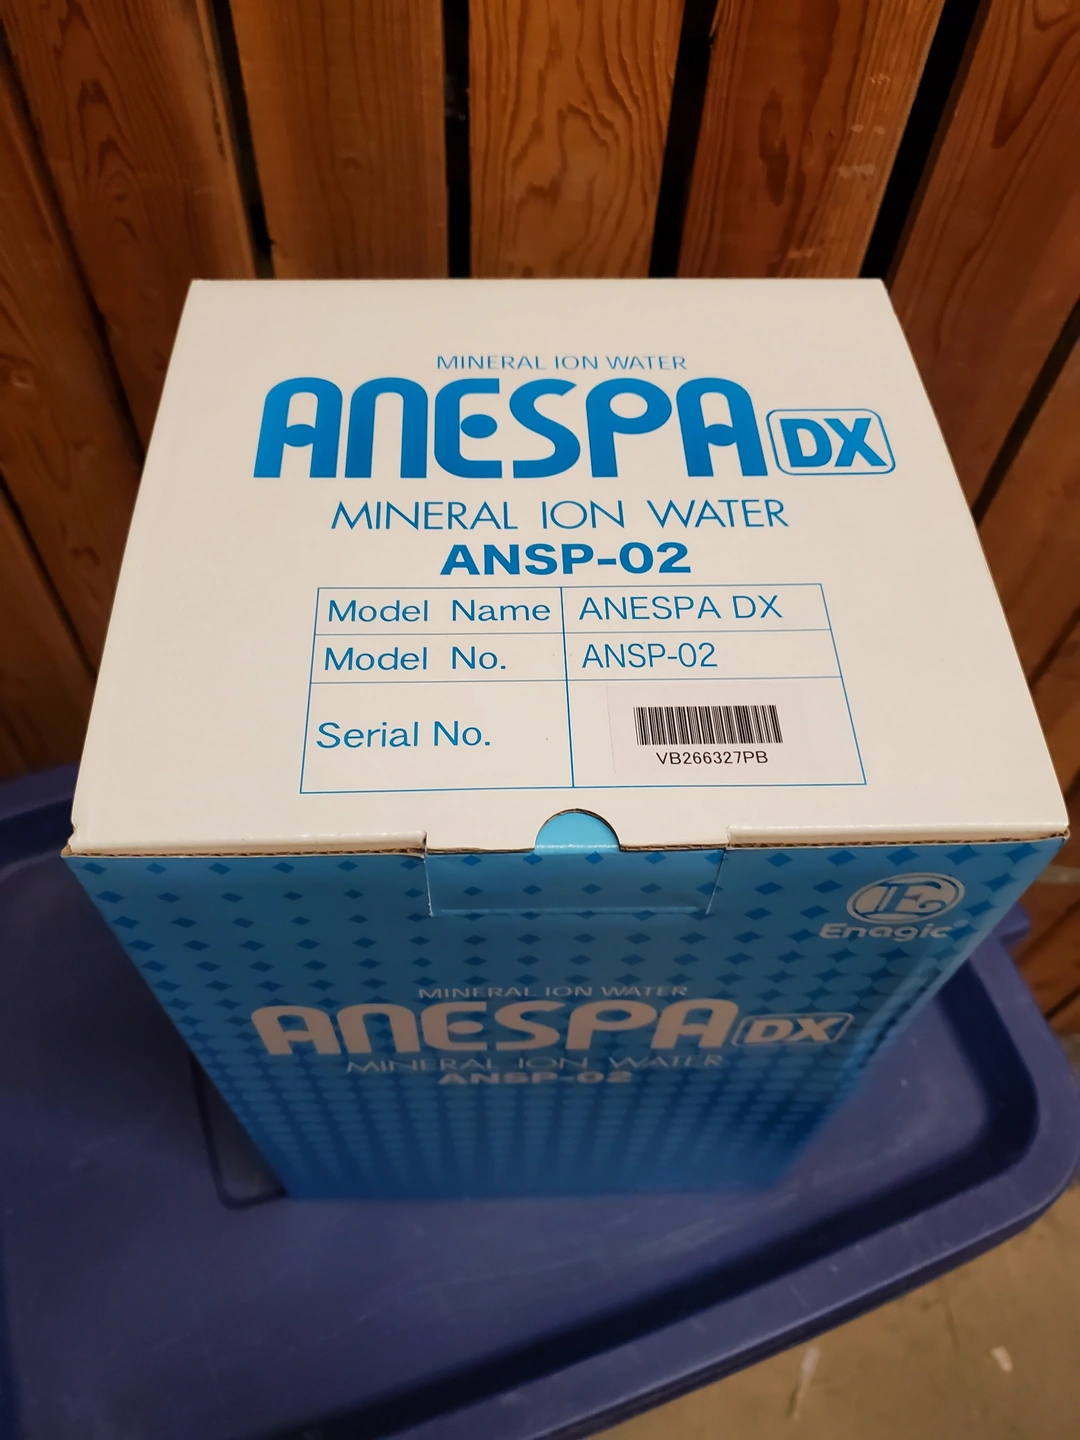 MINERAL ION WATER
ANESPA DX
MINERAL ION WATER
ANSP-02
Model Name ANESPA DX
Model No. ANSP-02
Serial No.
VB266327PB
E
Enagic®
MINERAL ION WATER
ANESPA DX
MINERAL ION WATER
ANSP-02